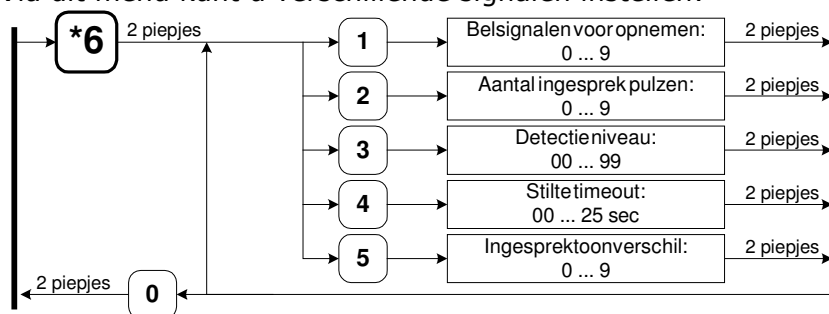 Via dit menu kunt u verschillende signalen instellen:
*6
2 piepjes
1
Belsignalen voor opnemen:
0 ... 9
2 piepjes
2
Aantal ingesprek pulzen:
0 ... 9
2 piepjes
3
Detectieniveau:
00 ... 99
2 piepjes
4
Stilte timeout:
00 ... 25 sec
2 piepjes
5
Ingesprektoonverschil:
0 ... 9
2 piepjes
2 piepjes
0